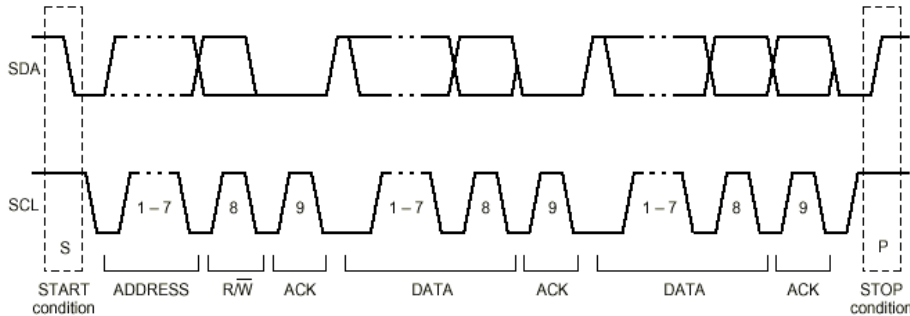 SDA
SCL
1 – 7 8 9 1 – 7 8 9 1 – 7 8 9
S P
START condition ADDRESS R/W̅ ACK DATA ACK DATA ACK STOP condition